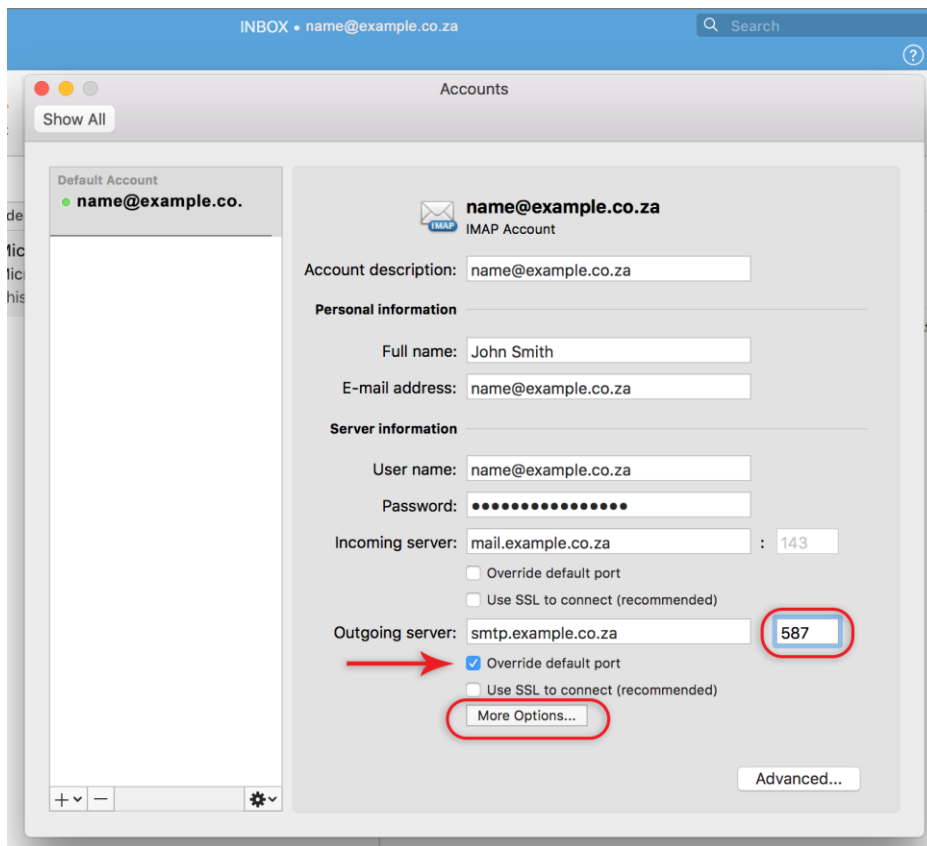 INBOX • name@example.co.za
Search
?
Accounts
Show All
Default Account
name@example.co.
name@example.co.za
IMAP
IMAP Account
Account description: name@example.co.za
Personal information
Full name: John Smith
E-mail address: name@example.co.za
Server information
User name: name@example.co.za
Password: ••••••••••••••••
Incoming server: mail.example.co.za : 143
Override default port
Use SSL to connect (recommended)
Outgoing server: smtp.example.co.za 587
Override default port
Use SSL to connect (recommended)
More Options...
Advanced...
de
his